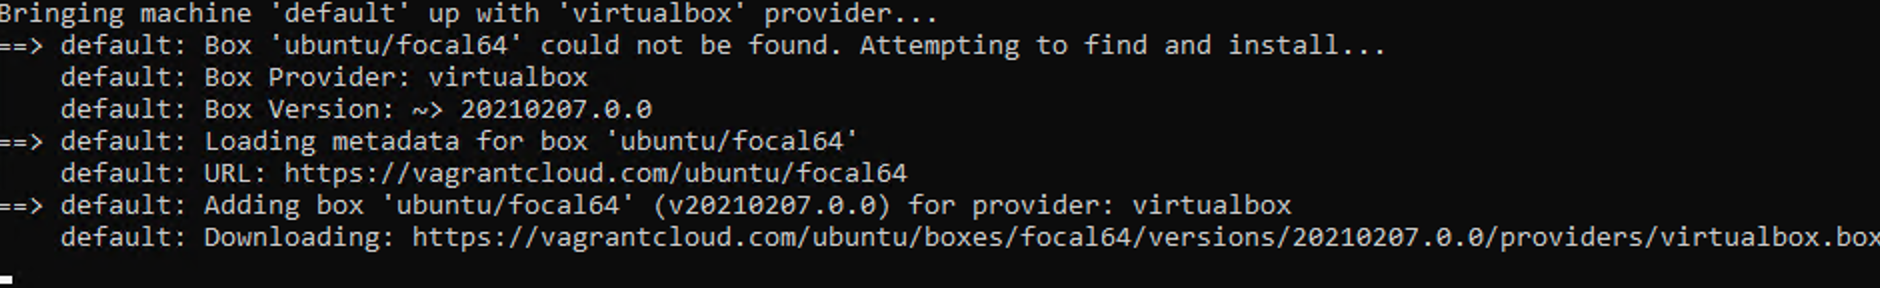 Bringing machine 'default' up with 'virtualbox' provider...
==> default: Box 'ubuntu/focal64' could not be found. Attempting to find and install...
    default: Box Provider: virtualbox
    default: Box Version: ~> 20210207.0.0
==> default: Loading metadata for box 'ubuntu/focal64'
    default: URL: https://vagrantcloud.com/ubuntu/focal64
==> default: Adding box 'ubuntu/focal64' (v20210207.0.0) for provider: virtualbox
    default: Downloading: https://vagrantcloud.com/ubuntu/boxes/focal64/versions/20210207.0.0/providers/virtualbox.box